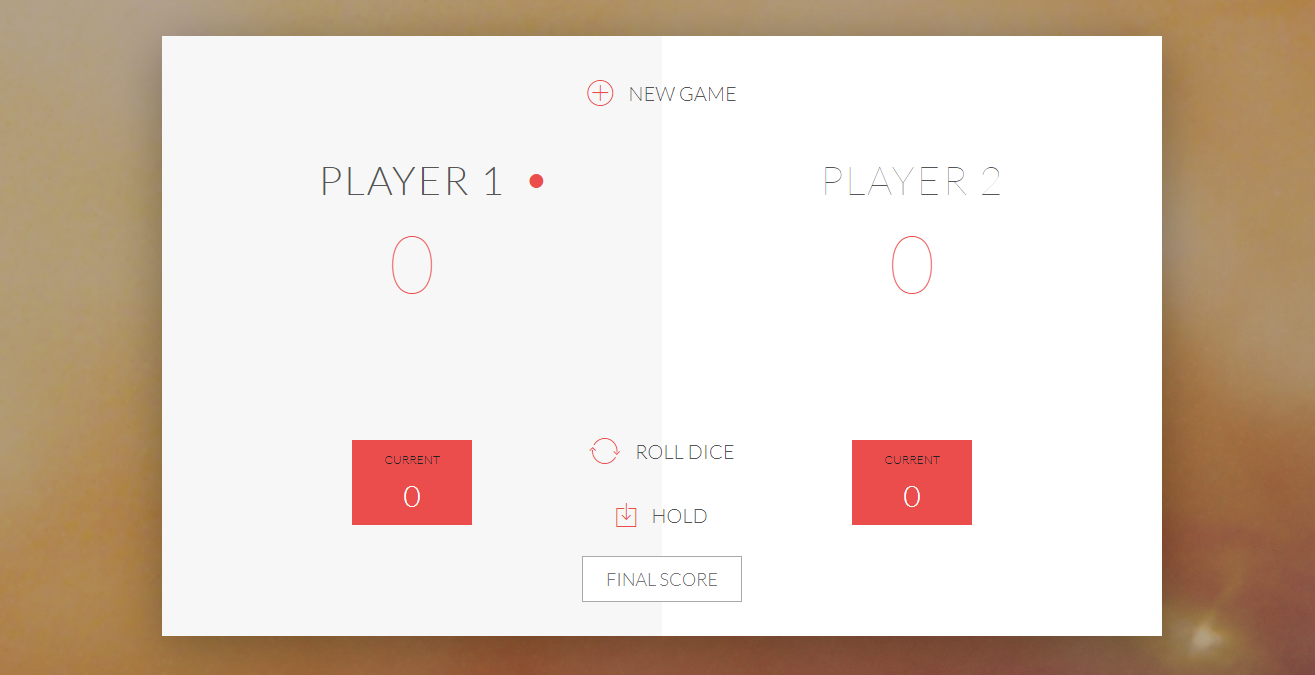 NEW GAME
PLAYER 1
PLAYER 2
0
0
CURRENT
0
ROLL DICE
HOLD
CURRENT
0
FINAL SCORE